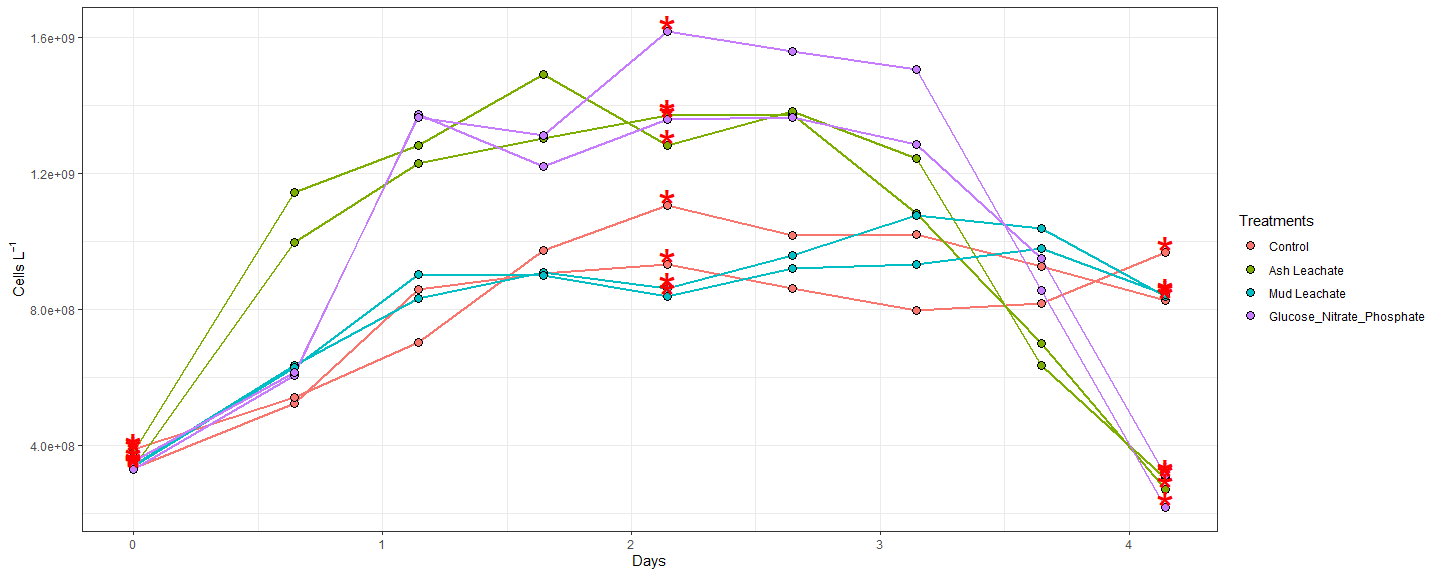 1.6e+09
1.2e+09
8.0e+08
4.0e+08
Cells L⁻¹
0 1 2 3 4
Days
Treatments
Control
Ash Leachate
Mud Leachate
Glucose_Nitrate_Phosphate